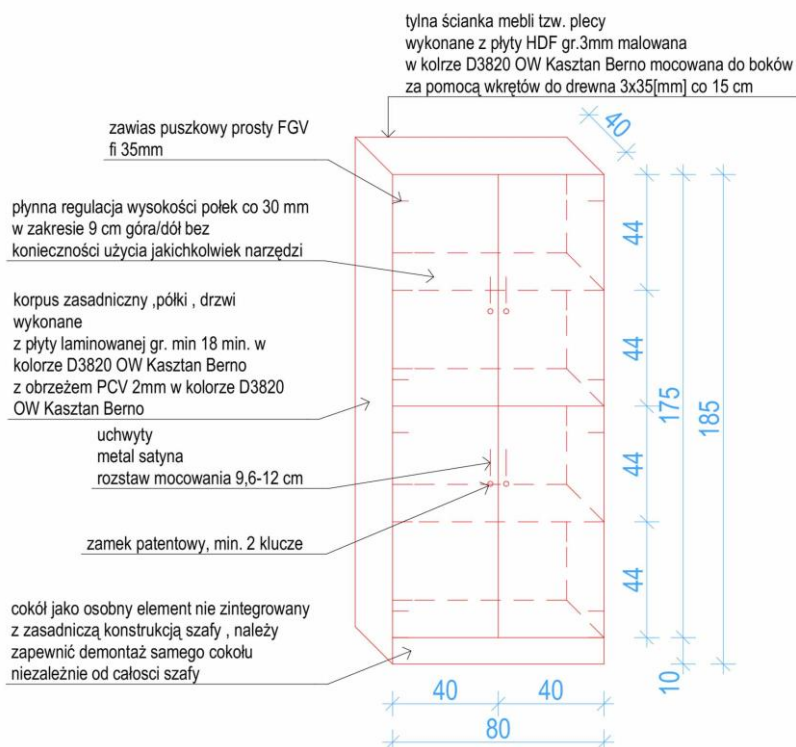 tylna ścianka mebli tzw. plecy
wykonane z płyty HDF gr.3mm malowana
w kolrze D3820 OW Kasztan Berno mocowana do boków
za pomocą wkrętów do drewna 3x35[mm] co 15 cm
zawias puszkowy prosty FGV
fi 35mm
płynna regulacja wysokości połek co 30 mm
w zakresie 9 cm góra/dół bez
konieczności użycia jakichkolwiek narzędzi
korpus zasadniczy ,półki , drzwi
wykonane
z płyty laminowanej gr. min 18 min. w
kolorze D3820 OW Kasztan Berno
z obrzeżem PCV 2mm w kolorze D3820
OW Kasztan Berno
uchwyty
metal satyna
rozstaw mocowania 9,6-12 cm
zamek patentowy, min. 2 klucze
cokół jako osobny element nie zintegrowany
z zasadniczą konstrukcją szafy , należy
zapewnić demontaż samego cokołu
niezależnie od całosci szafy
40
44
44
44
44
175
185
10
40 40
80